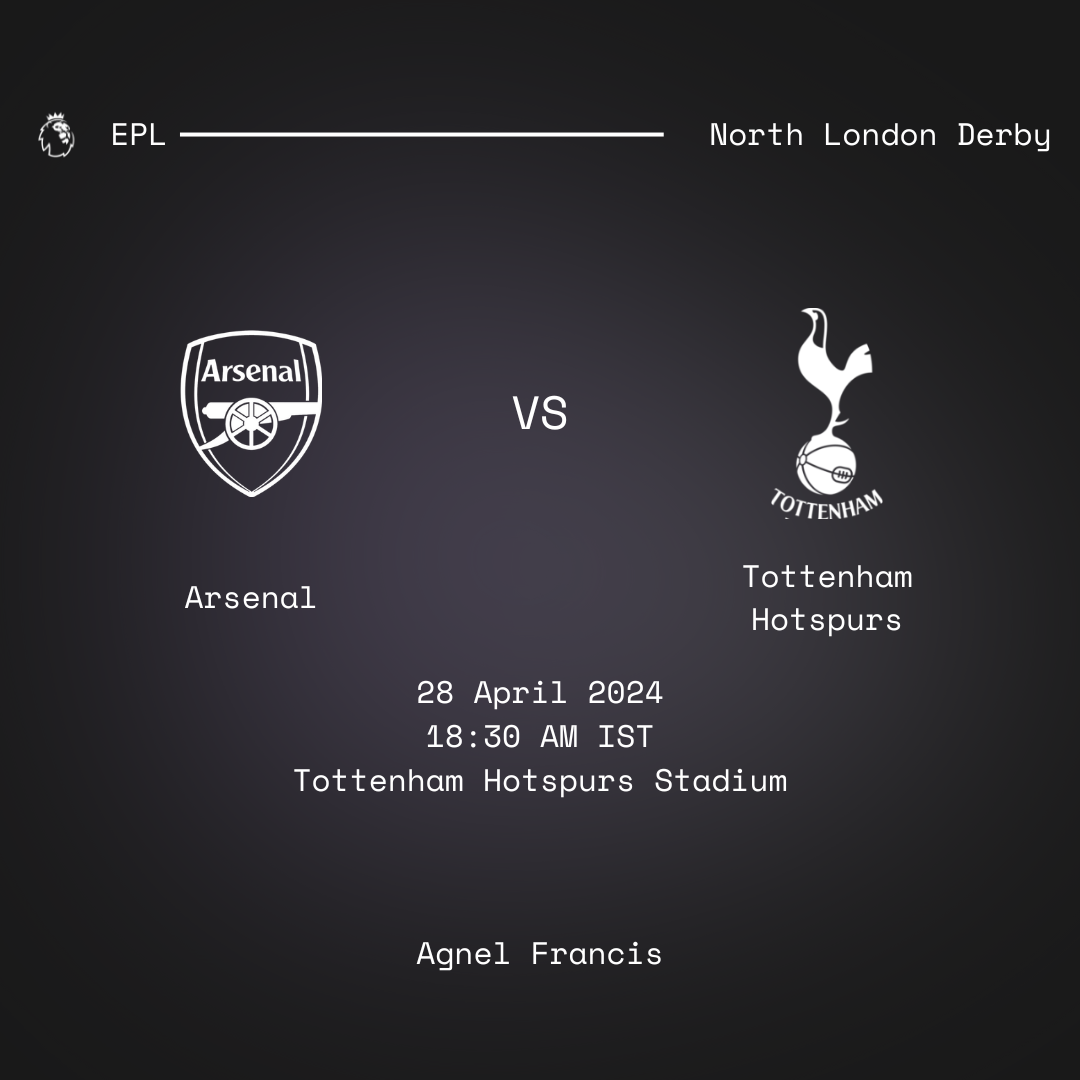 EPL
North London Derby
Arsenal
VS
TOTTENHAM
Arsenal
Tottenham
Hotspurs
28 April 2024
18:30 AM IST
Tottenham Hotspurs Stadium
Agnel Francis